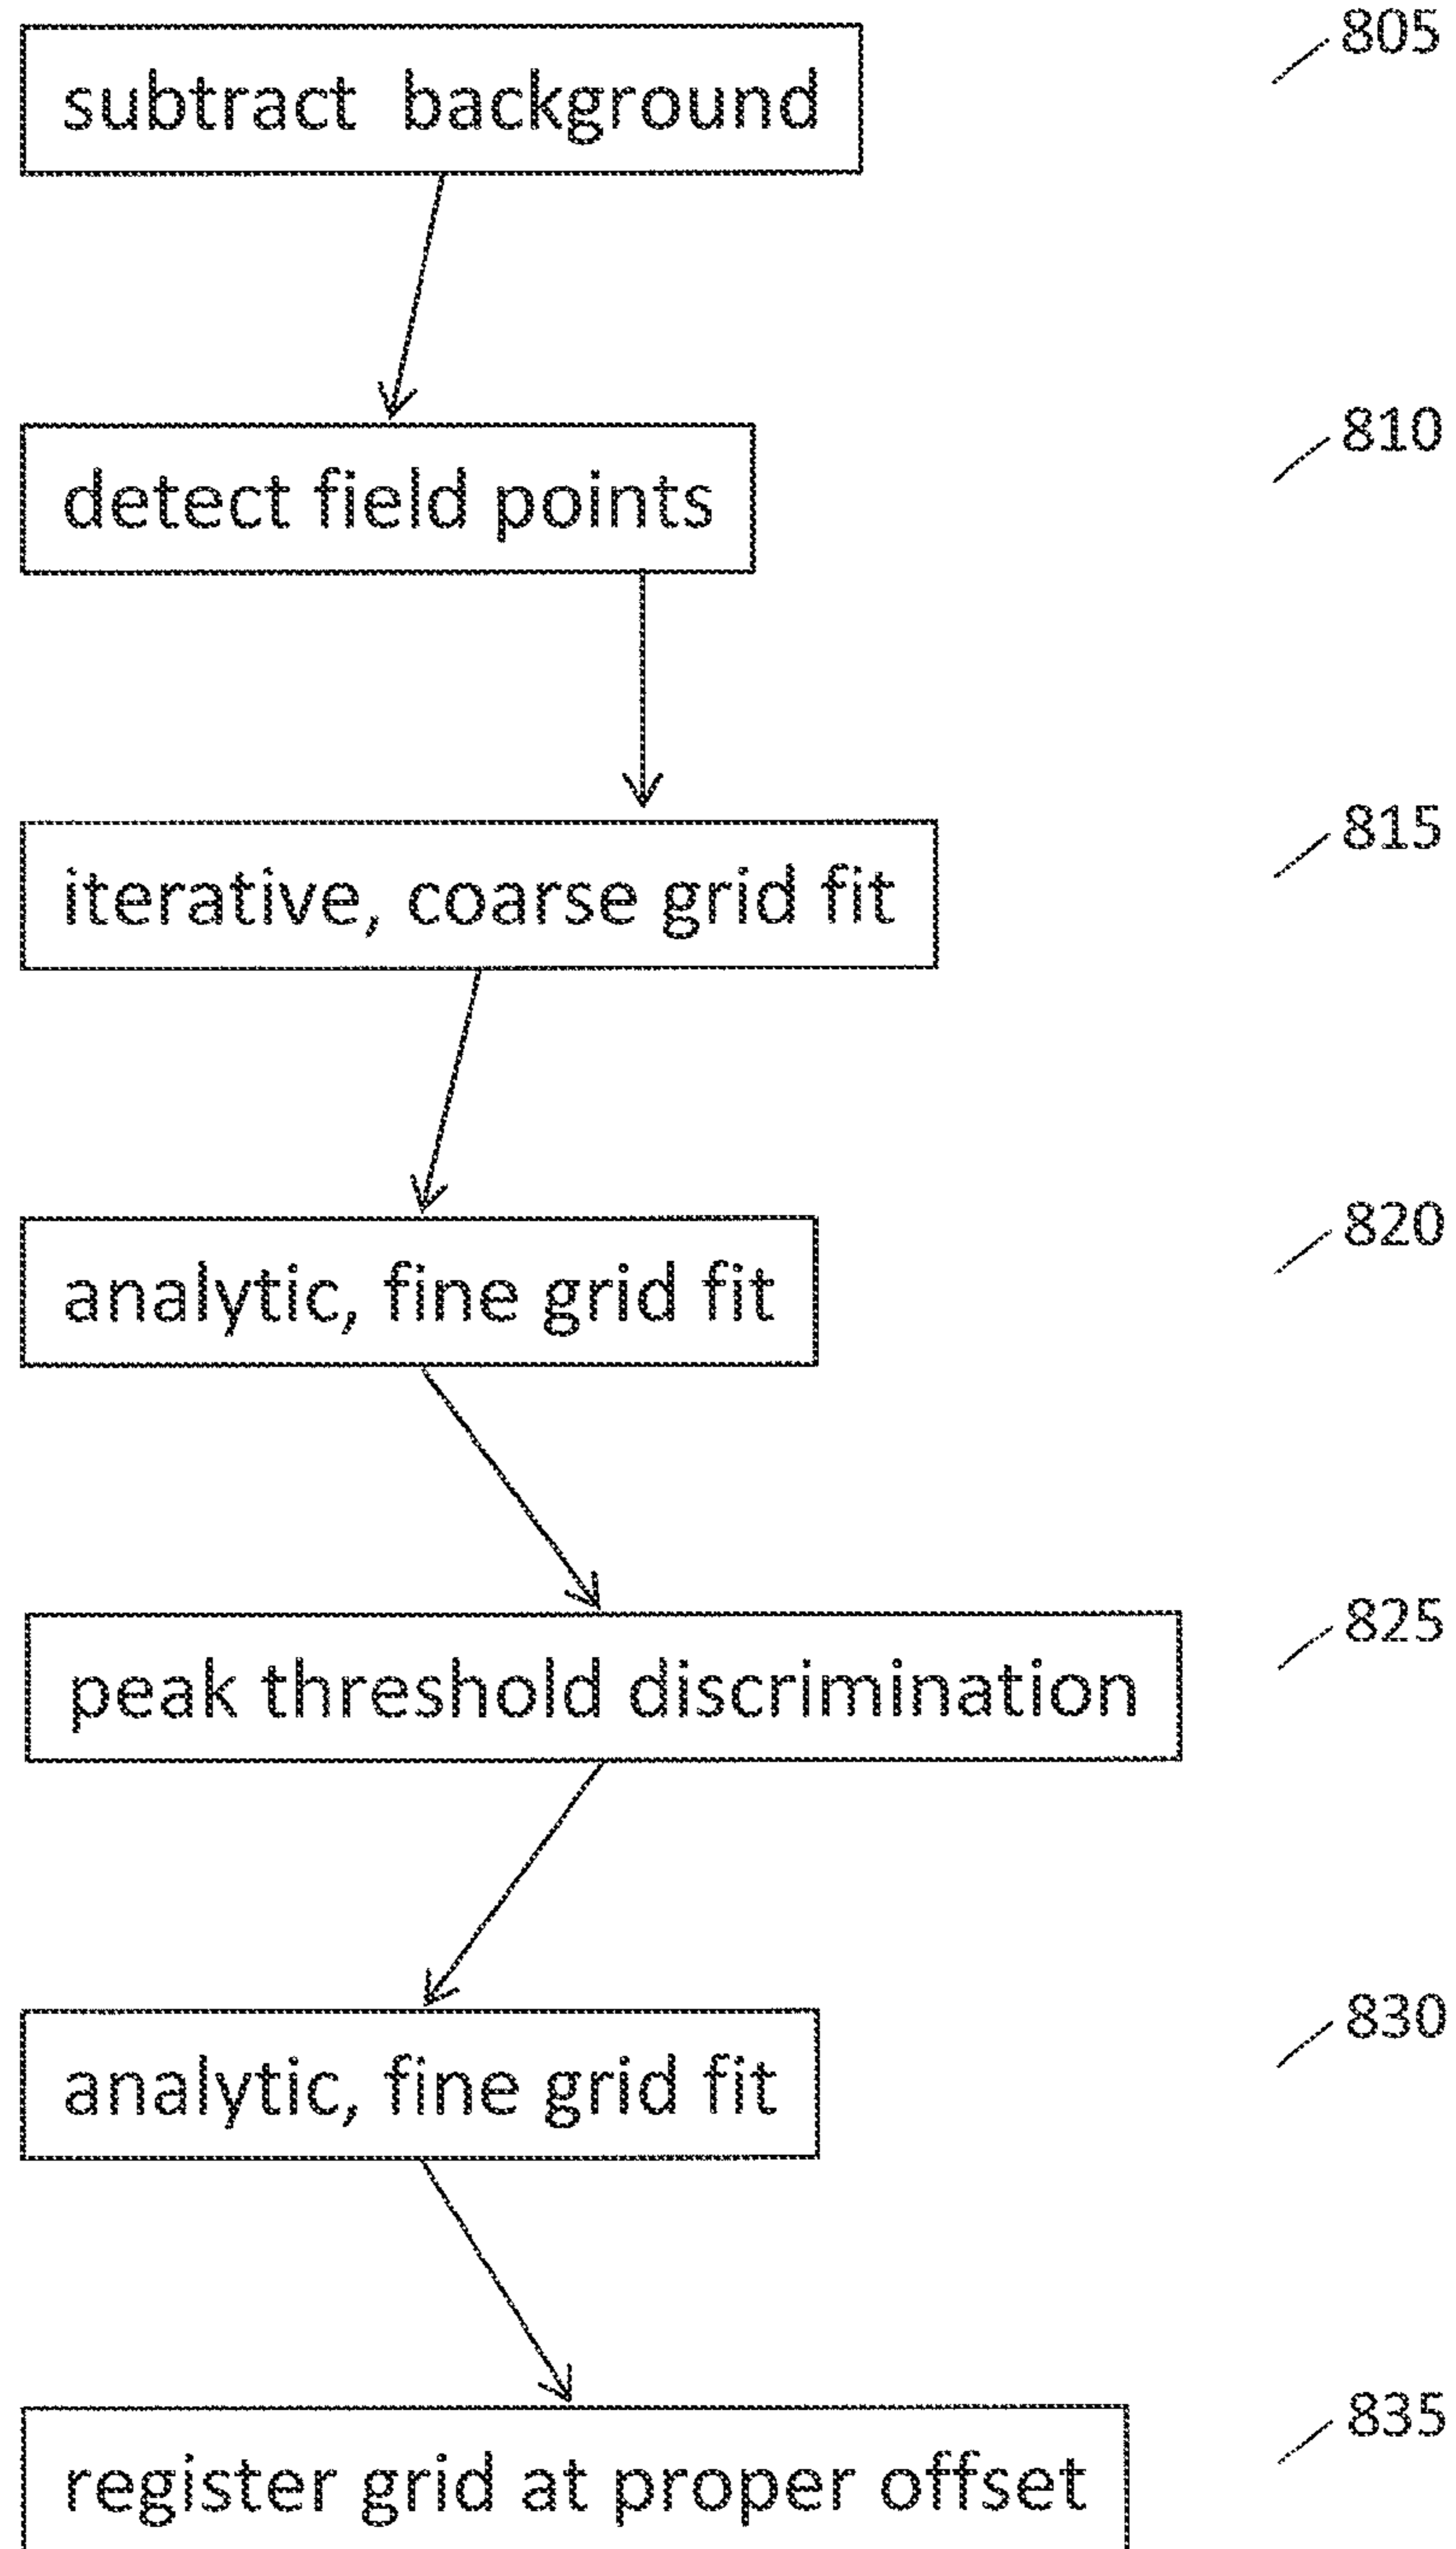 subtract background
805
detect field points
810
iterative, coarse grid fit
815
analytic, fine grid fit
820
peak threshold discrimination
825
analytic, fine grid fit
830
register grid at proper offset
835